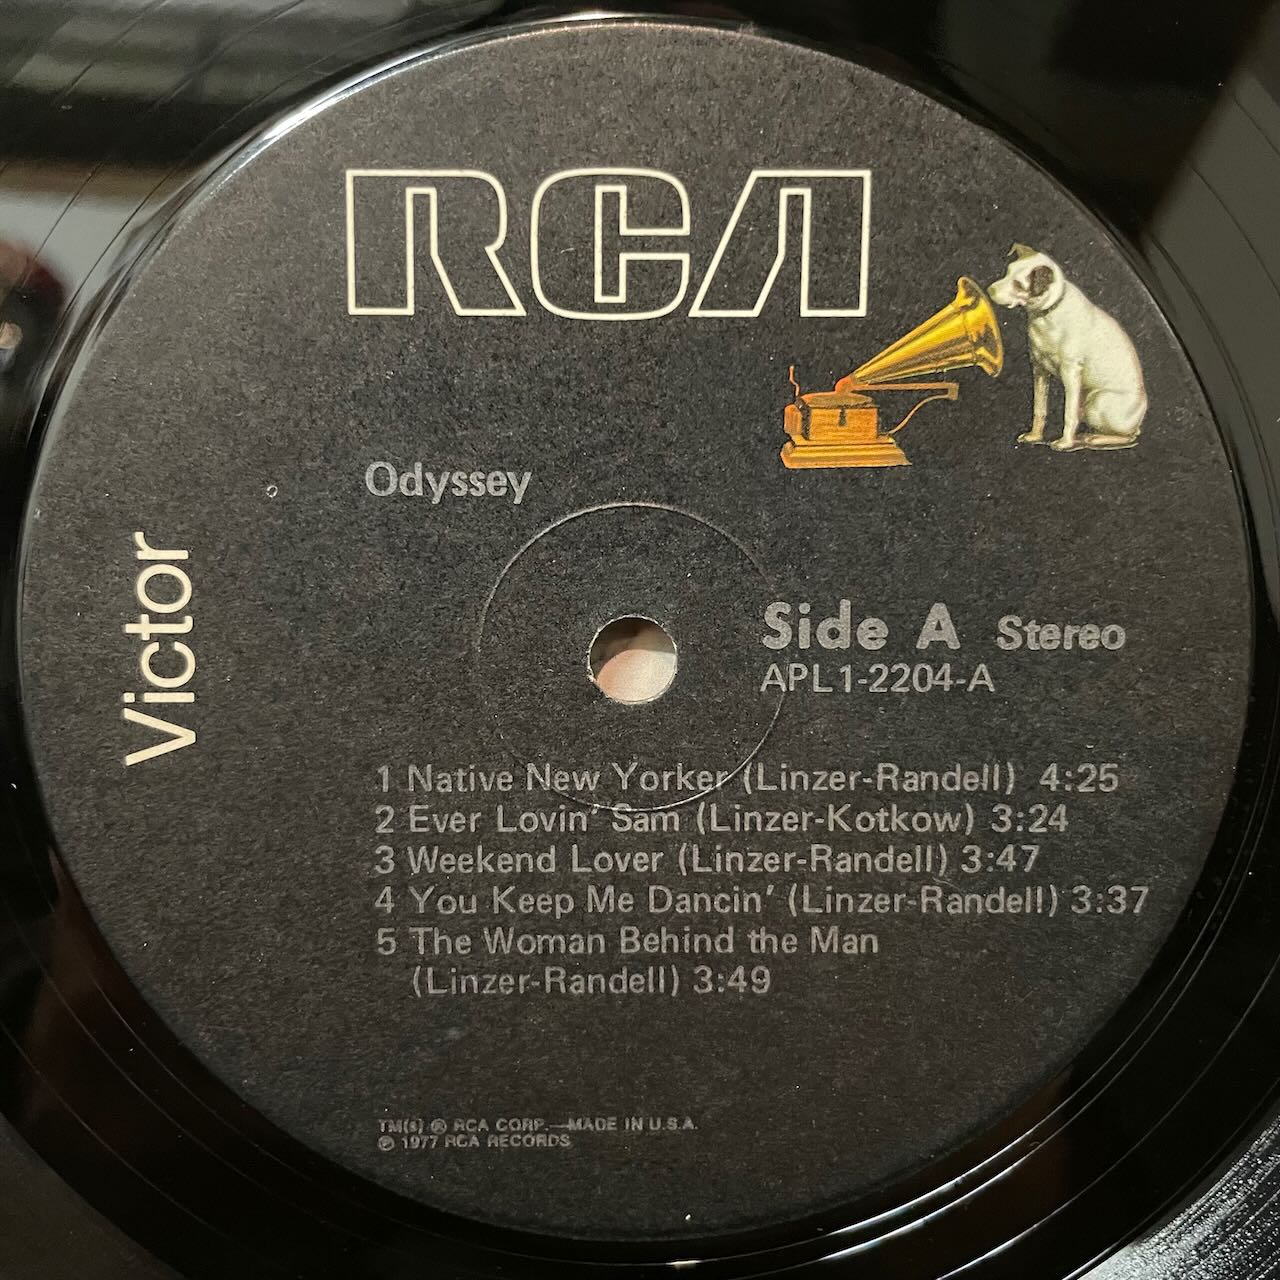 RCA
Odyssey
Victor
Side A Stereo
APL1-2204-A
1 Native New Yorker (Linzer-Randell) 4:25
2 Ever Lovin' Sam (Linzer-Kotkow) 3:24
3 Weekend Lover (Linzer-Randell) 3:47
4 You Keep Me Dancin' (Linzer-Randell) 3:37
5 The Woman Behind the Man
(Linzer-Randell) 3:49
TM(s) ® RCA CORP.—MADE IN U.S.A.
℗ 1977 RCA RECORDS